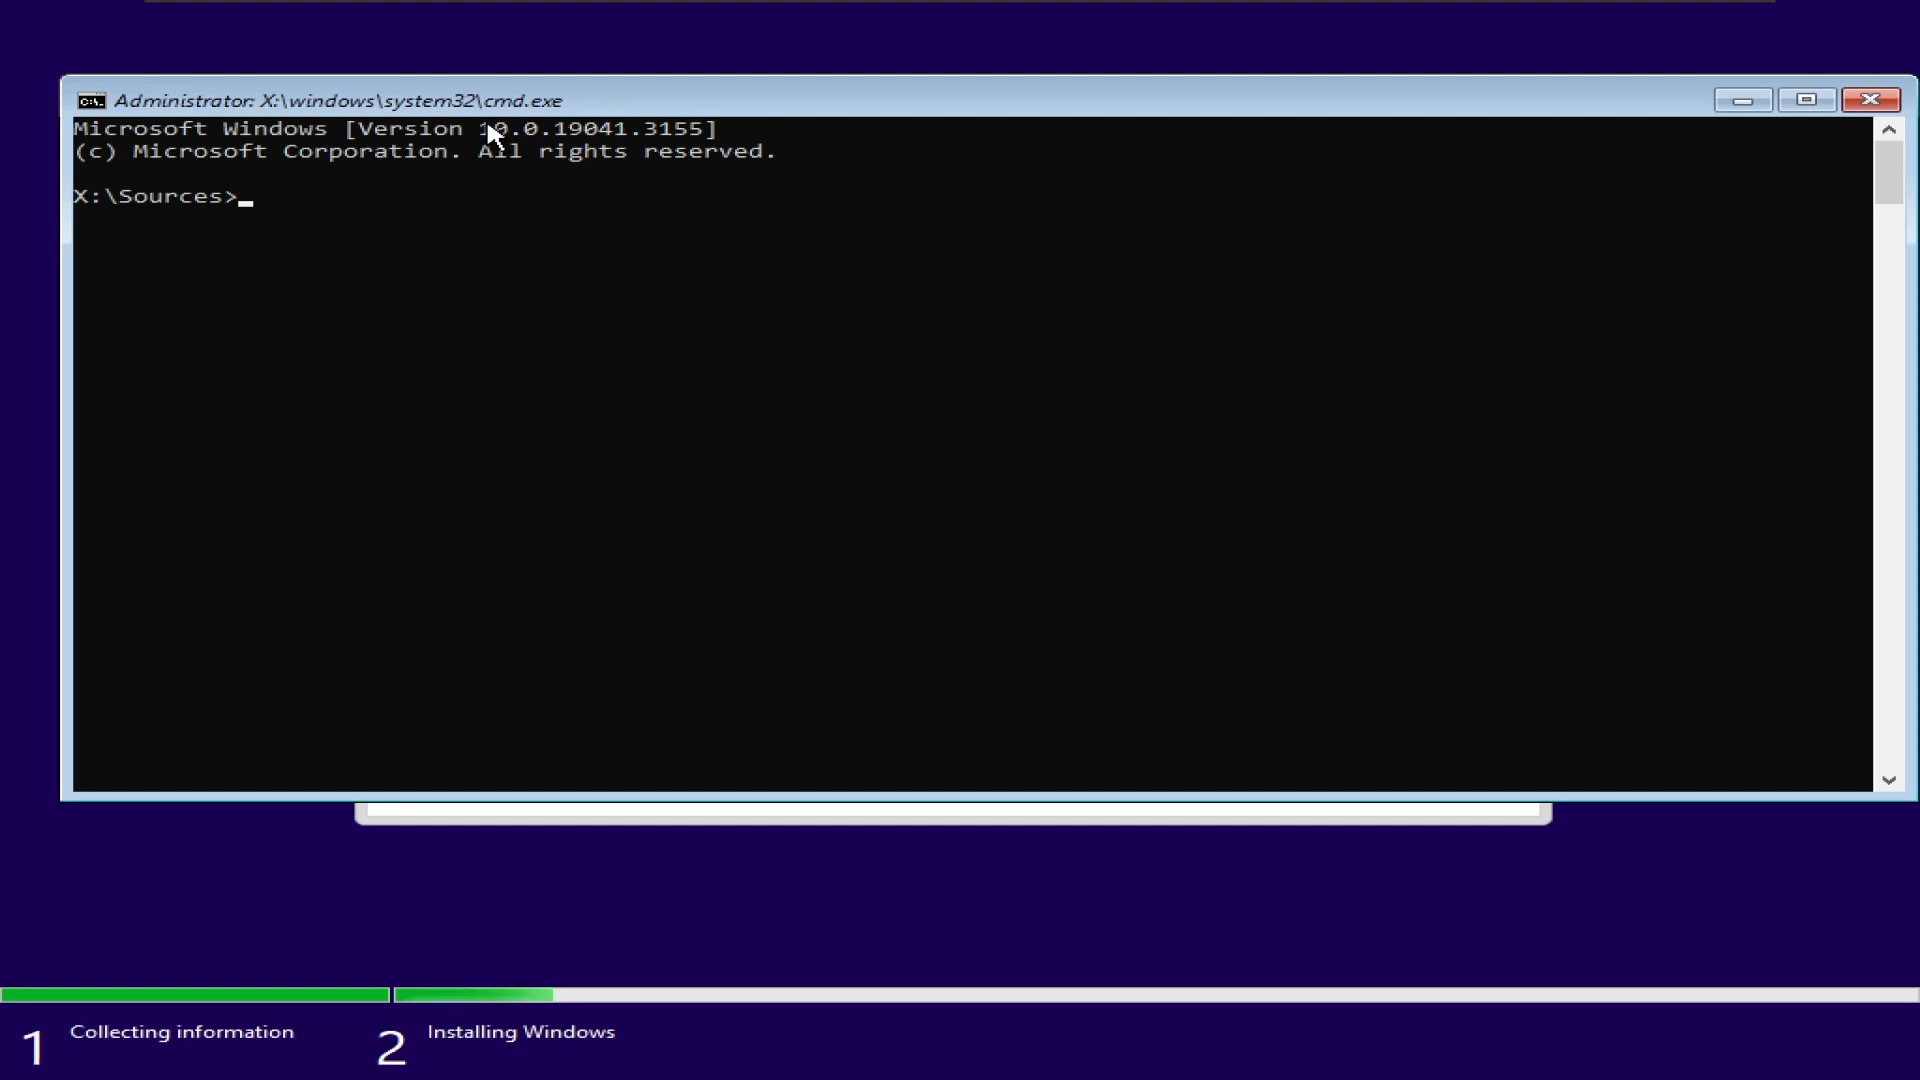 Administrator: X:\windows\system32\cmd.exe
Microsoft Windows [Version 10.0.19041.3155]
(c) Microsoft Corporation. All rights reserved.
X:\Sources>
1 Collecting information
2 Installing Windows